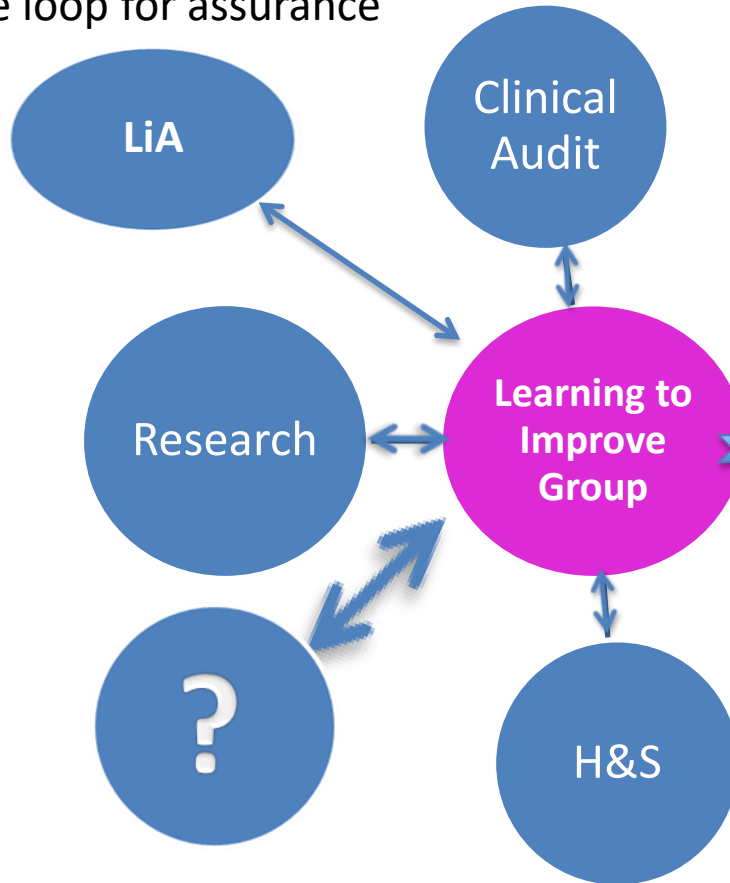 e loop for assurance
LiA
Clinical
Audit
Research
Learning to
Improve
Group
?
H&S